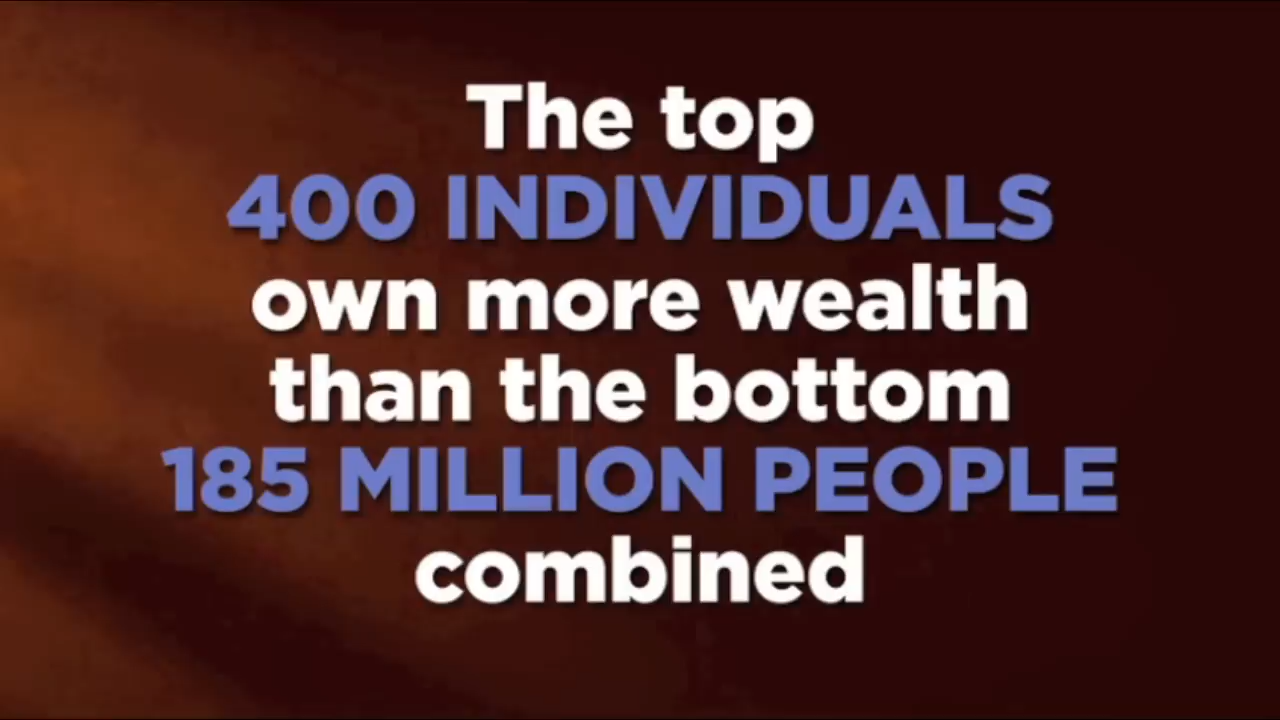 The top
400 INDIVIDUALS
own more wealth
than the bottom
185 MILLION PEOPLE
combined